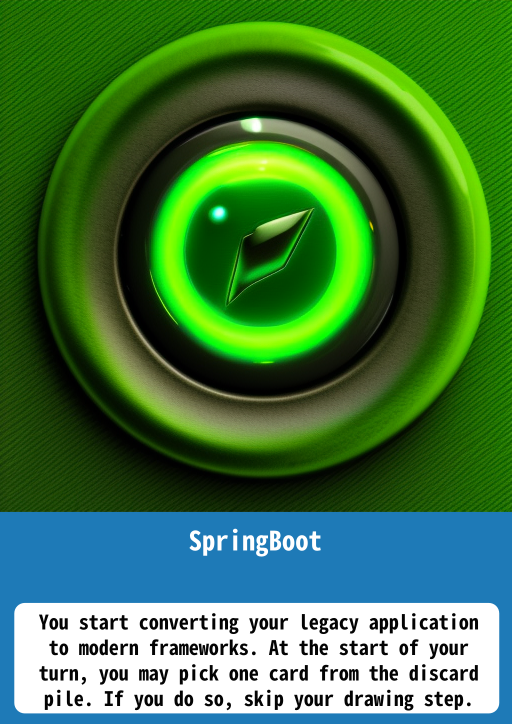 SpringBoot
You start converting your legacy application
to modern frameworks. At the start of your
turn, you may pick one card from the discard
pile. If you do so, skip your drawing step.